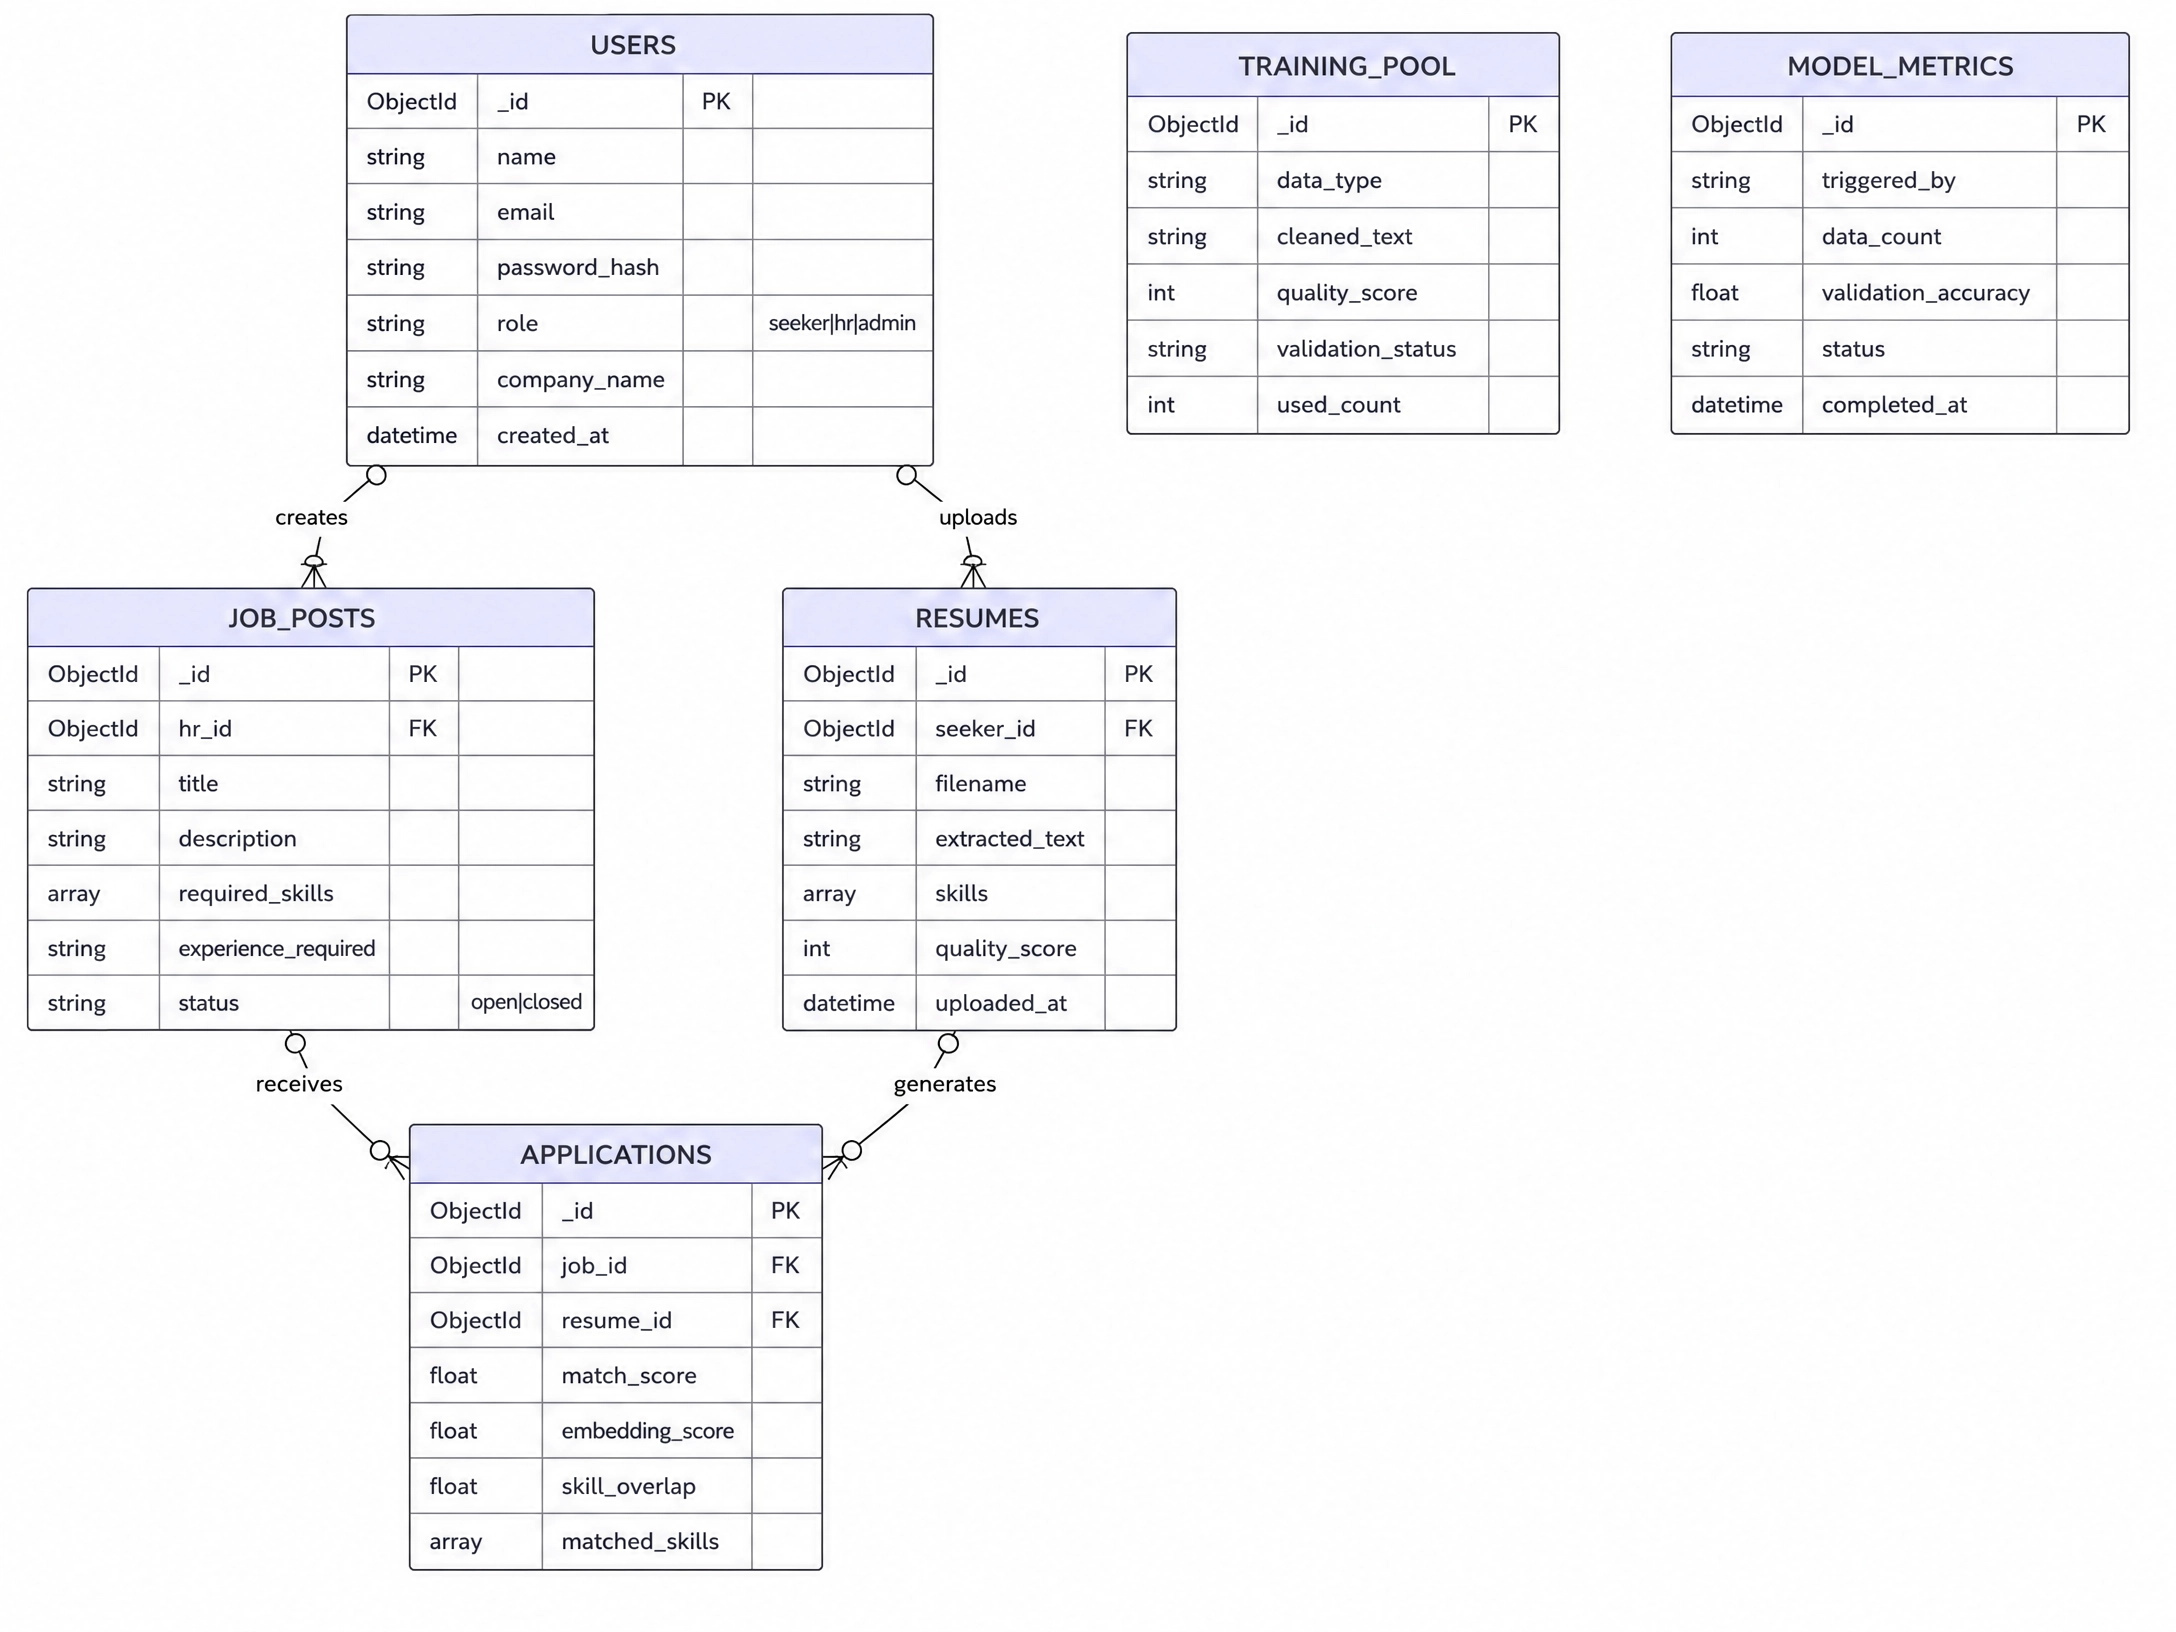 USERS
ObjectId _id PK
string name
string email
string password_hash
string role seeker|hr|admin
string company_name
datetime created_at
TRAINING_POOL
ObjectId _id PK
string data_type
string cleaned_text
int quality_score
string validation_status
int used_count
MODEL_METRICS
ObjectId _id PK
string triggered_by
int data_count
float validation_accuracy
string status
datetime completed_at
creates
uploads
JOB_POSTS
ObjectId _id PK
ObjectId hr_id FK
string title
string description
array required_skills
string experience_required
string status open|closed
RESUMES
ObjectId _id PK
ObjectId seeker_id FK
string filename
string extracted_text
array skills
int quality_score
datetime uploaded_at
receives
generates
APPLICATIONS
ObjectId _id PK
ObjectId job_id FK
ObjectId resume_id FK
float match_score
float embedding_score
float skill_overlap
array matched_skills